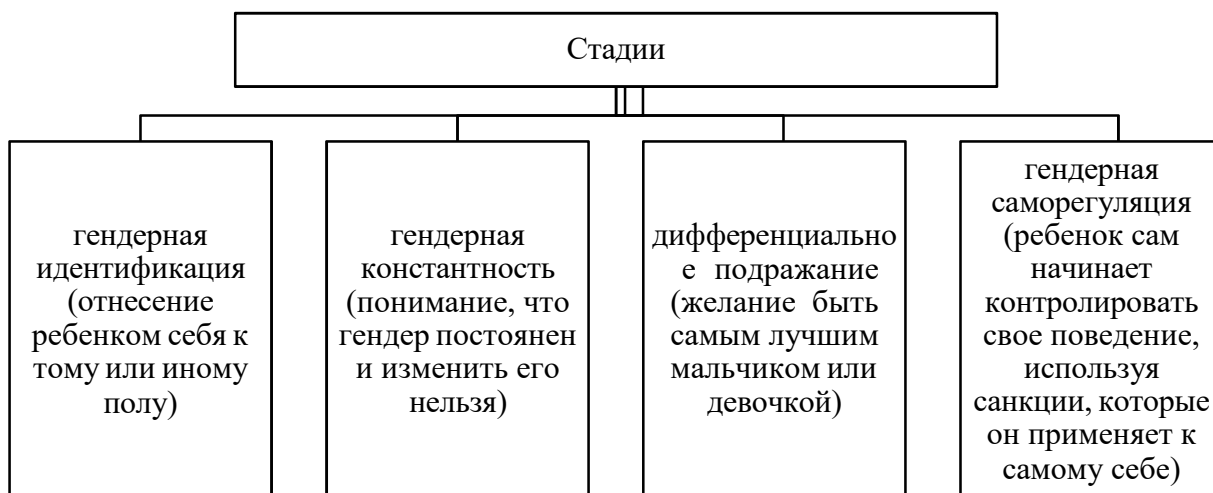 Стадии
гендерная
идентификация
(отнесение
ребенком себя к
тому или иному
полу)
гендерная
константность
(понимание, что
гендер постоянен
и изменить его
нельзя)
дифференциально
е подражание
(желание быть
самым лучшим
мальчиком или
девочкой)
гендерная
саморегуляция
(ребенок сам
начинает
контролировать
свое поведение,
используя
санкции, которые
он применяет к
самому себе)